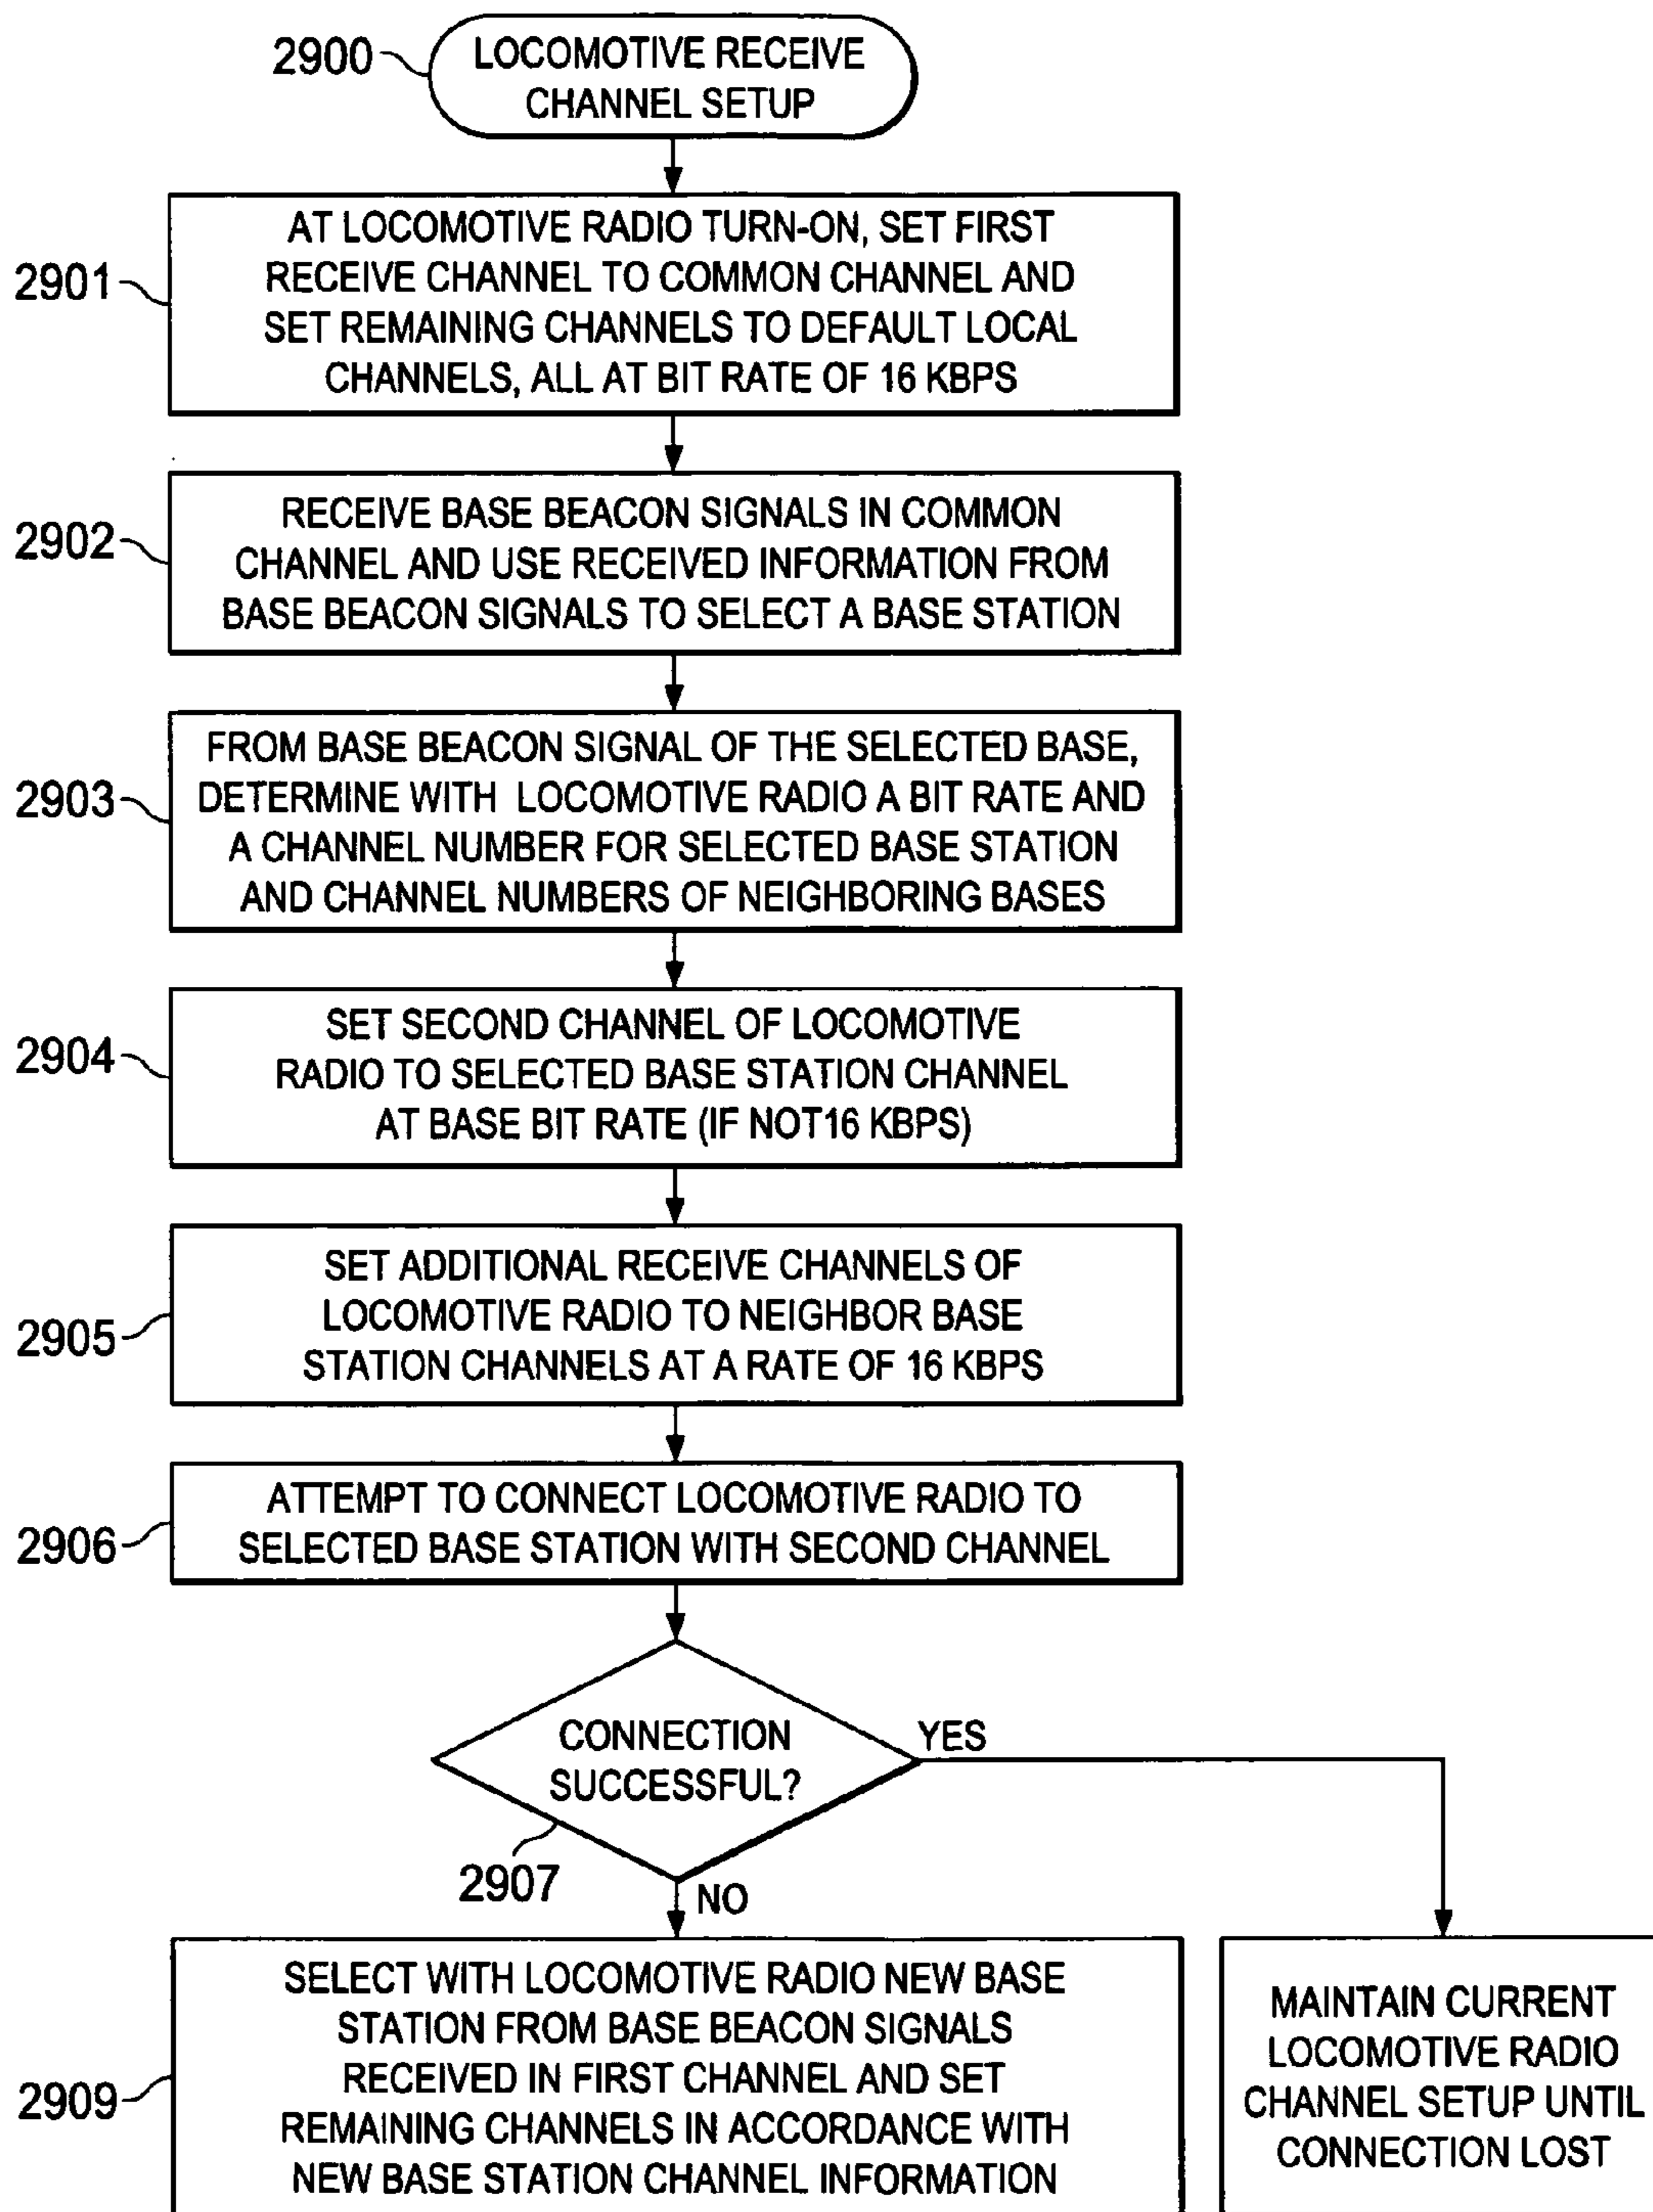 2900
LOCOMOTIVE RECEIVE
CHANNEL SETUP
2901
AT LOCOMOTIVE RADIO TURN-ON, SET FIRST
RECEIVE CHANNEL TO COMMON CHANNEL AND
SET REMAINING CHANNELS TO DEFAULT LOCAL
CHANNELS, ALL AT BIT RATE OF 16 KBPS
2902
RECEIVE BASE BEACON SIGNALS IN COMMON
CHANNEL AND USE RECEIVED INFORMATION FROM
BASE BEACON SIGNALS TO SELECT A BASE STATION
2903
FROM BASE BEACON SIGNAL OF THE SELECTED BASE,
DETERMINE WITH LOCOMOTIVE RADIO A BIT RATE AND
A CHANNEL NUMBER FOR SELECTED BASE STATION
AND CHANNEL NUMBERS OF NEIGHBORING BASES
2904
SET SECOND CHANNEL OF LOCOMOTIVE
RADIO TO SELECTED BASE STATION CHANNEL
AT BASE BIT RATE (IF NOT16 KBPS)
2905
SET ADDITIONAL RECEIVE CHANNELS OF
LOCOMOTIVE RADIO TO NEIGHBOR BASE
STATION CHANNELS AT A RATE OF 16 KBPS
2906
ATTEMPT TO CONNECT LOCOMOTIVE RADIO TO
SELECTED BASE STATION WITH SECOND CHANNEL
CONNECTION
SUCCESSFUL?
YES
2907
NO
2909
SELECT WITH LOCOMOTIVE RADIO NEW BASE
STATION FROM BASE BEACON SIGNALS
RECEIVED IN FIRST CHANNEL AND SET
REMAINING CHANNELS IN ACCORDANCE WITH
NEW BASE STATION CHANNEL INFORMATION
MAINTAIN CURRENT
LOCOMOTIVE RADIO
CHANNEL SETUP UNTIL
CONNECTION LOST